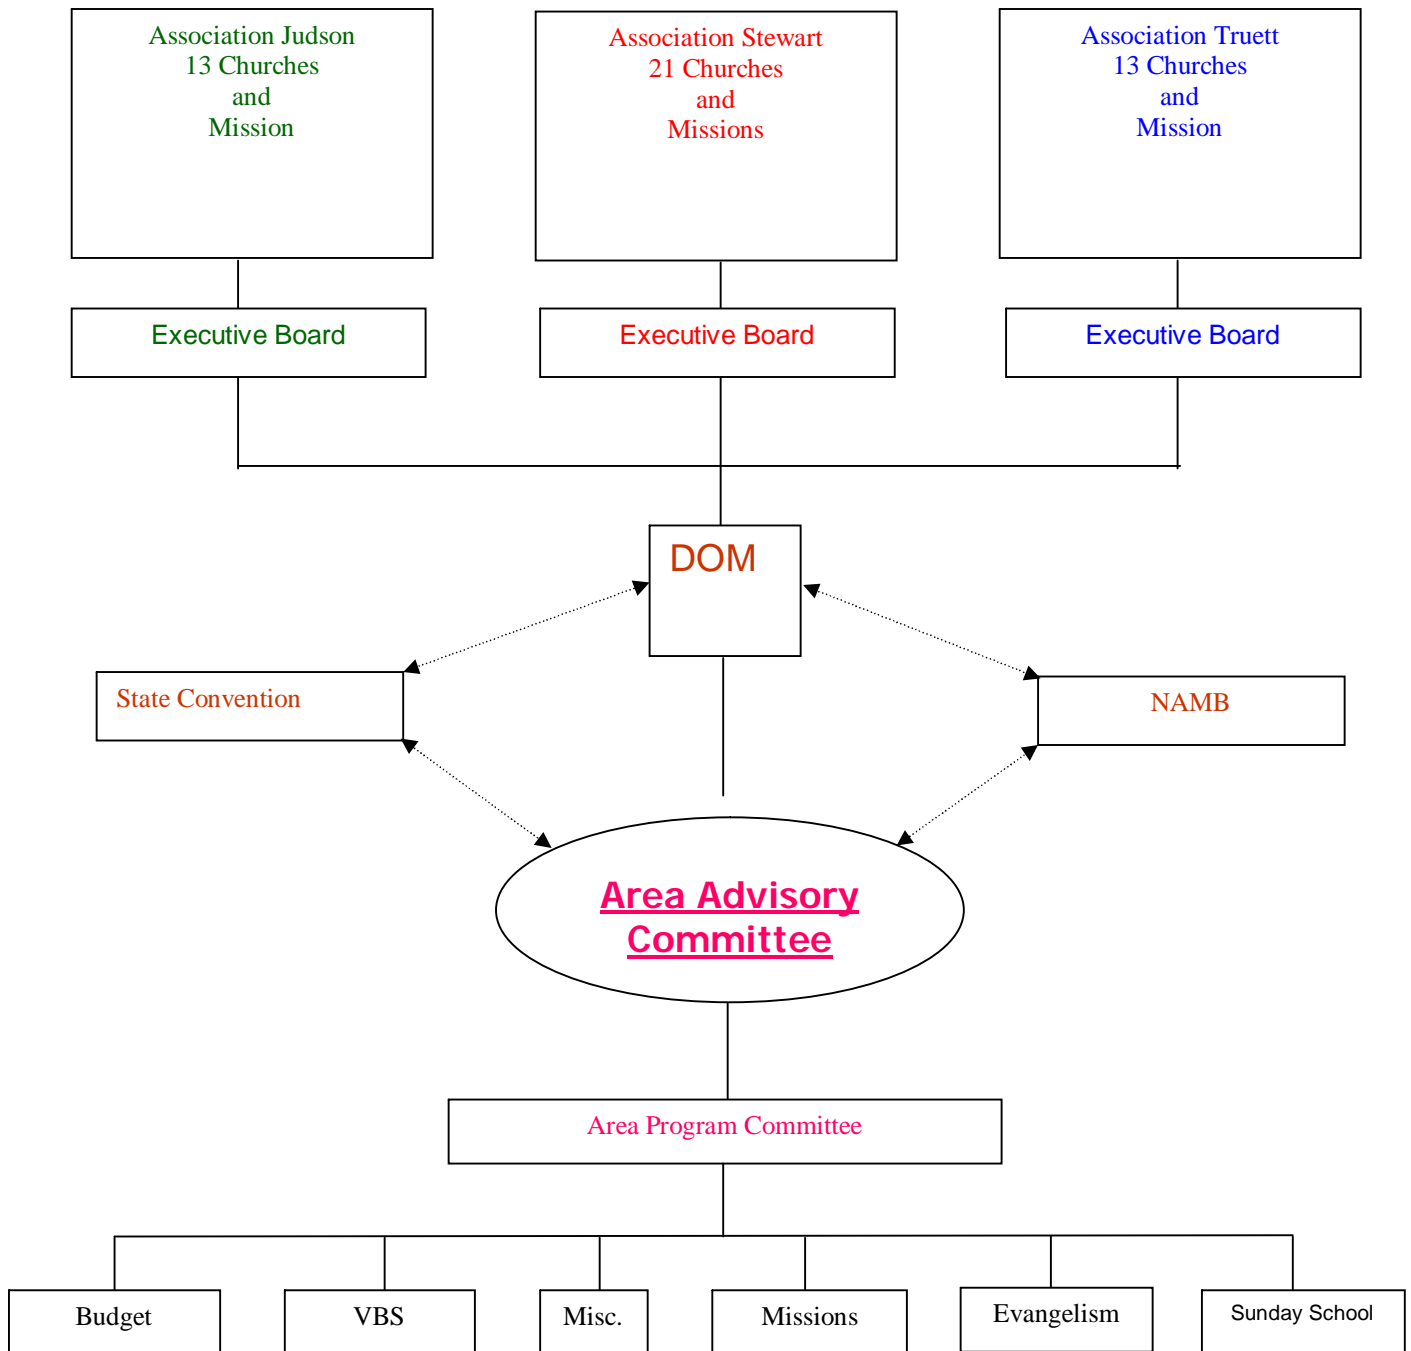 Association Judson
13 Churches
and
Mission
Association Stewart
21 Churches
and
Missions
Association Truett
13 Churches
and
Mission
Executive Board
Executive Board
Executive Board
DOM
State Convention
NAMB
Area Advisory
Committee
Area Program Committee
Budget
VBS
Misc.
Missions
Evangelism
Sunday School